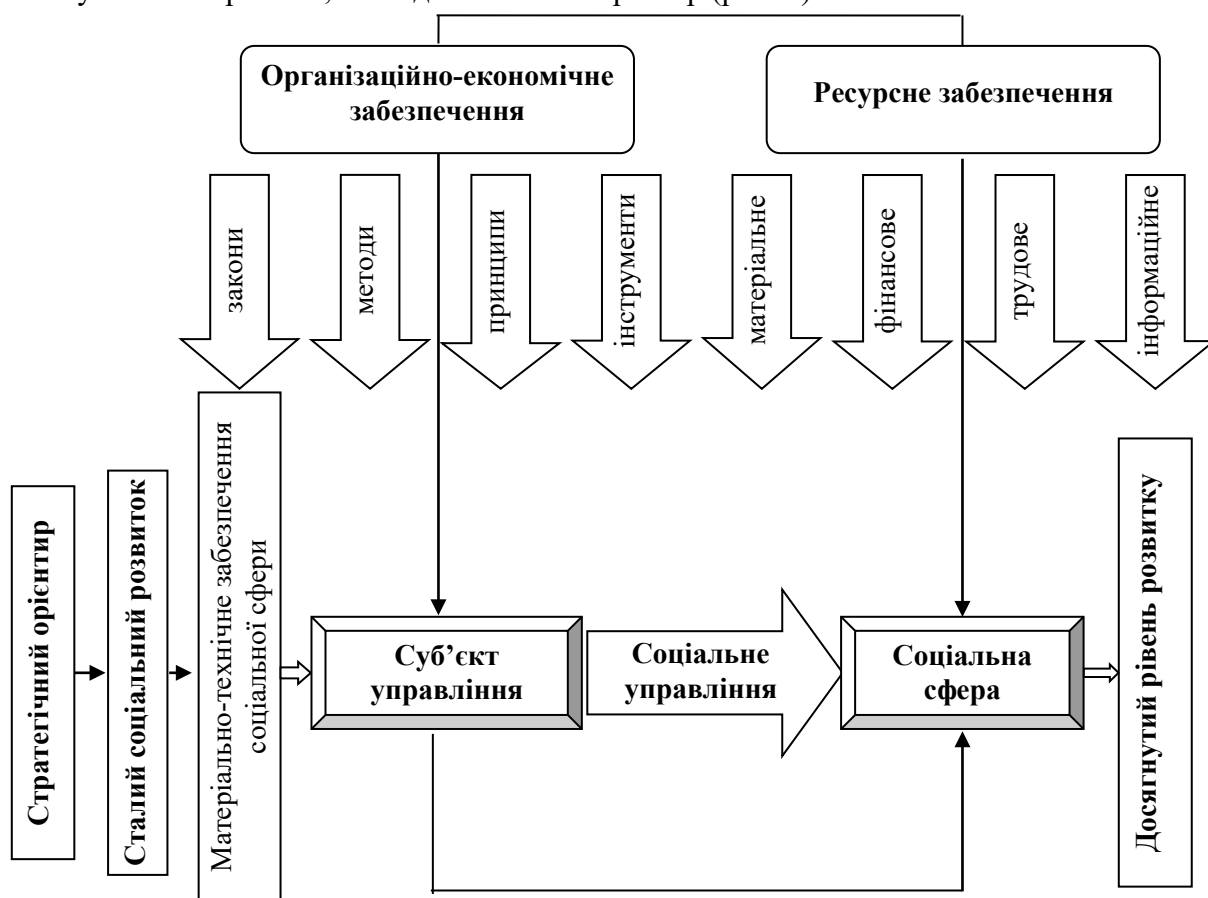 Організаційно-економічне
забезпечення
Ресурсне забезпечення
закони
методи
принципи
інструменти
матеріальне
фінансове
трудове
інформаційне
Стратегічний орієнтир
Сталий соціальний розвиток
Матеріально-технічне забезпечення
соціальної сфери
Суб’єкт
управління
Соціальне
управління
Соціальна
сфера
Досягнутий рівень розвитку